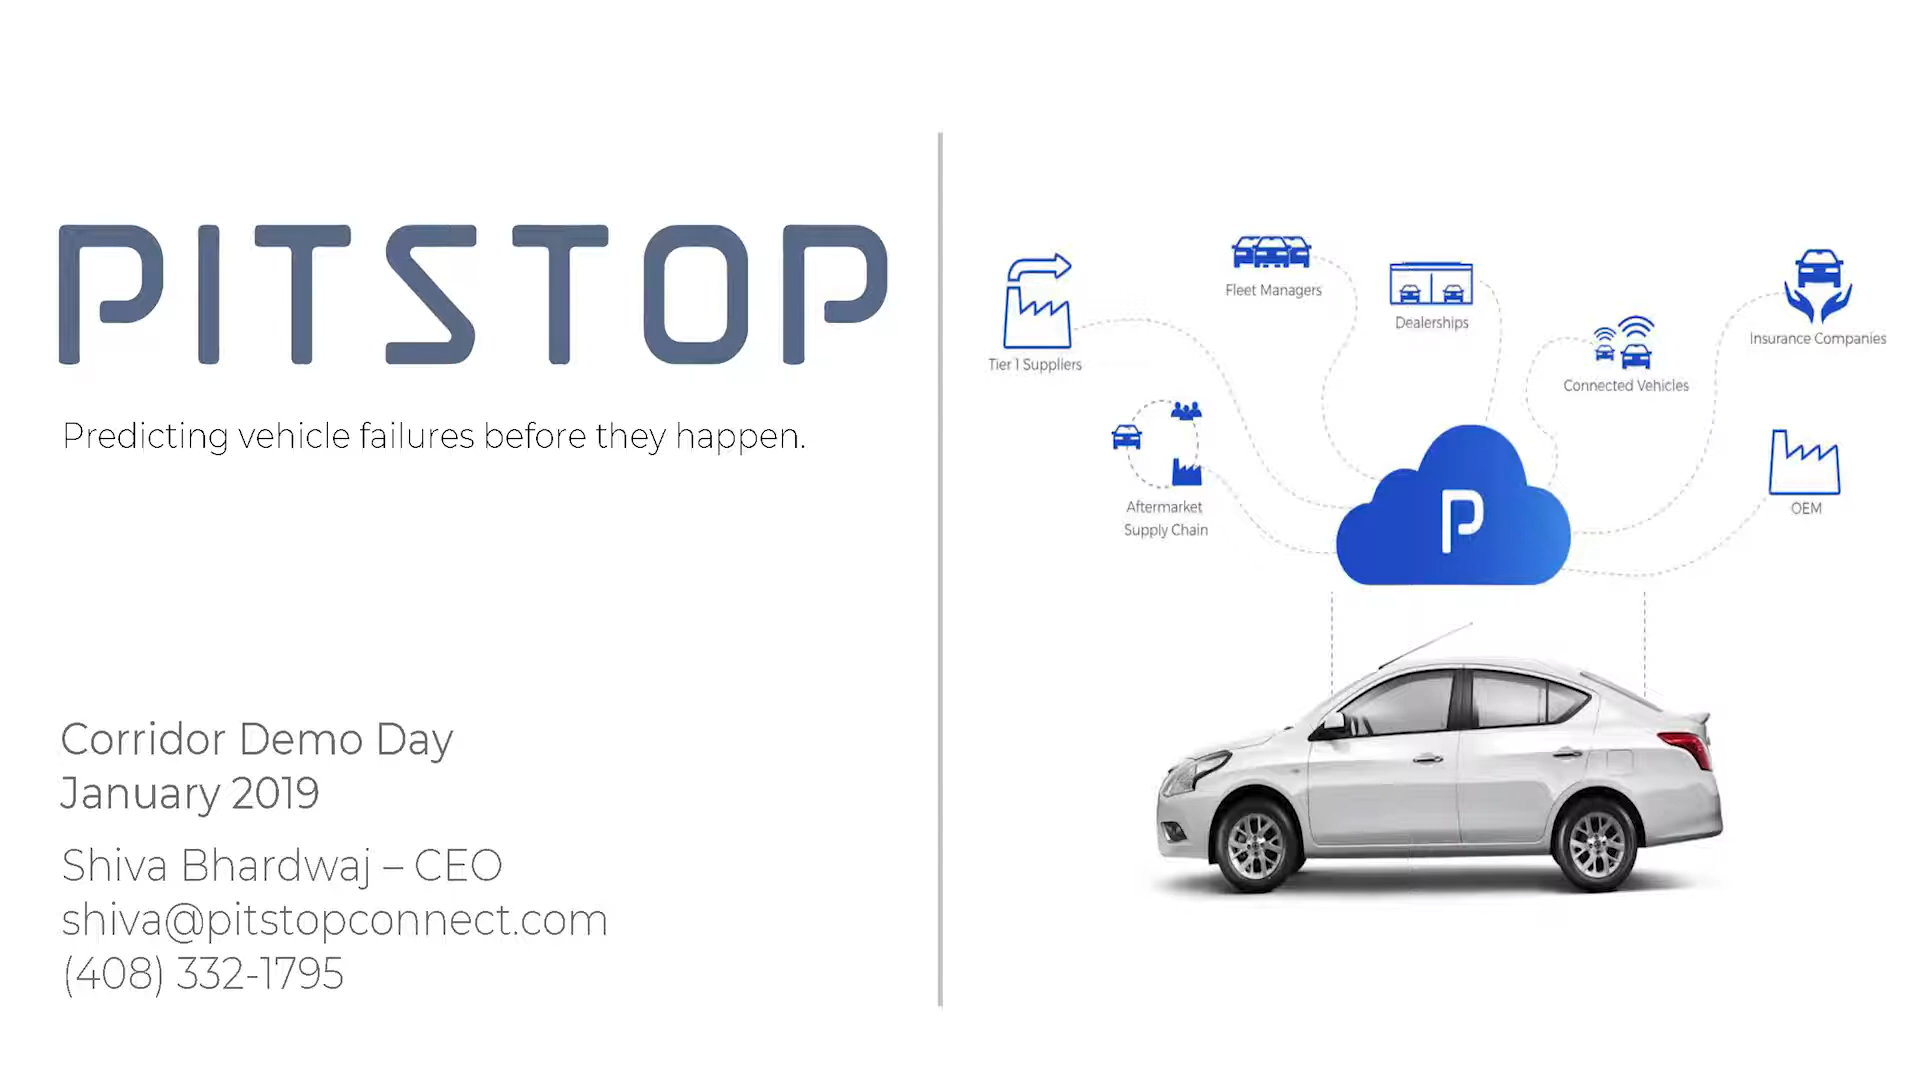 PITSTOP
Predicting vehicle failures before they happen.
Corridor Demo Day
January 2019
Shiva Bhardwaj – CEO
shiva@pitstopconnect.com
(408) 332-1795
Tier 1 Suppliers
Fleet Managers
Dealerships
Connected Vehicles
Insurance Companies
Aftermarket
Supply Chain
OEM
P